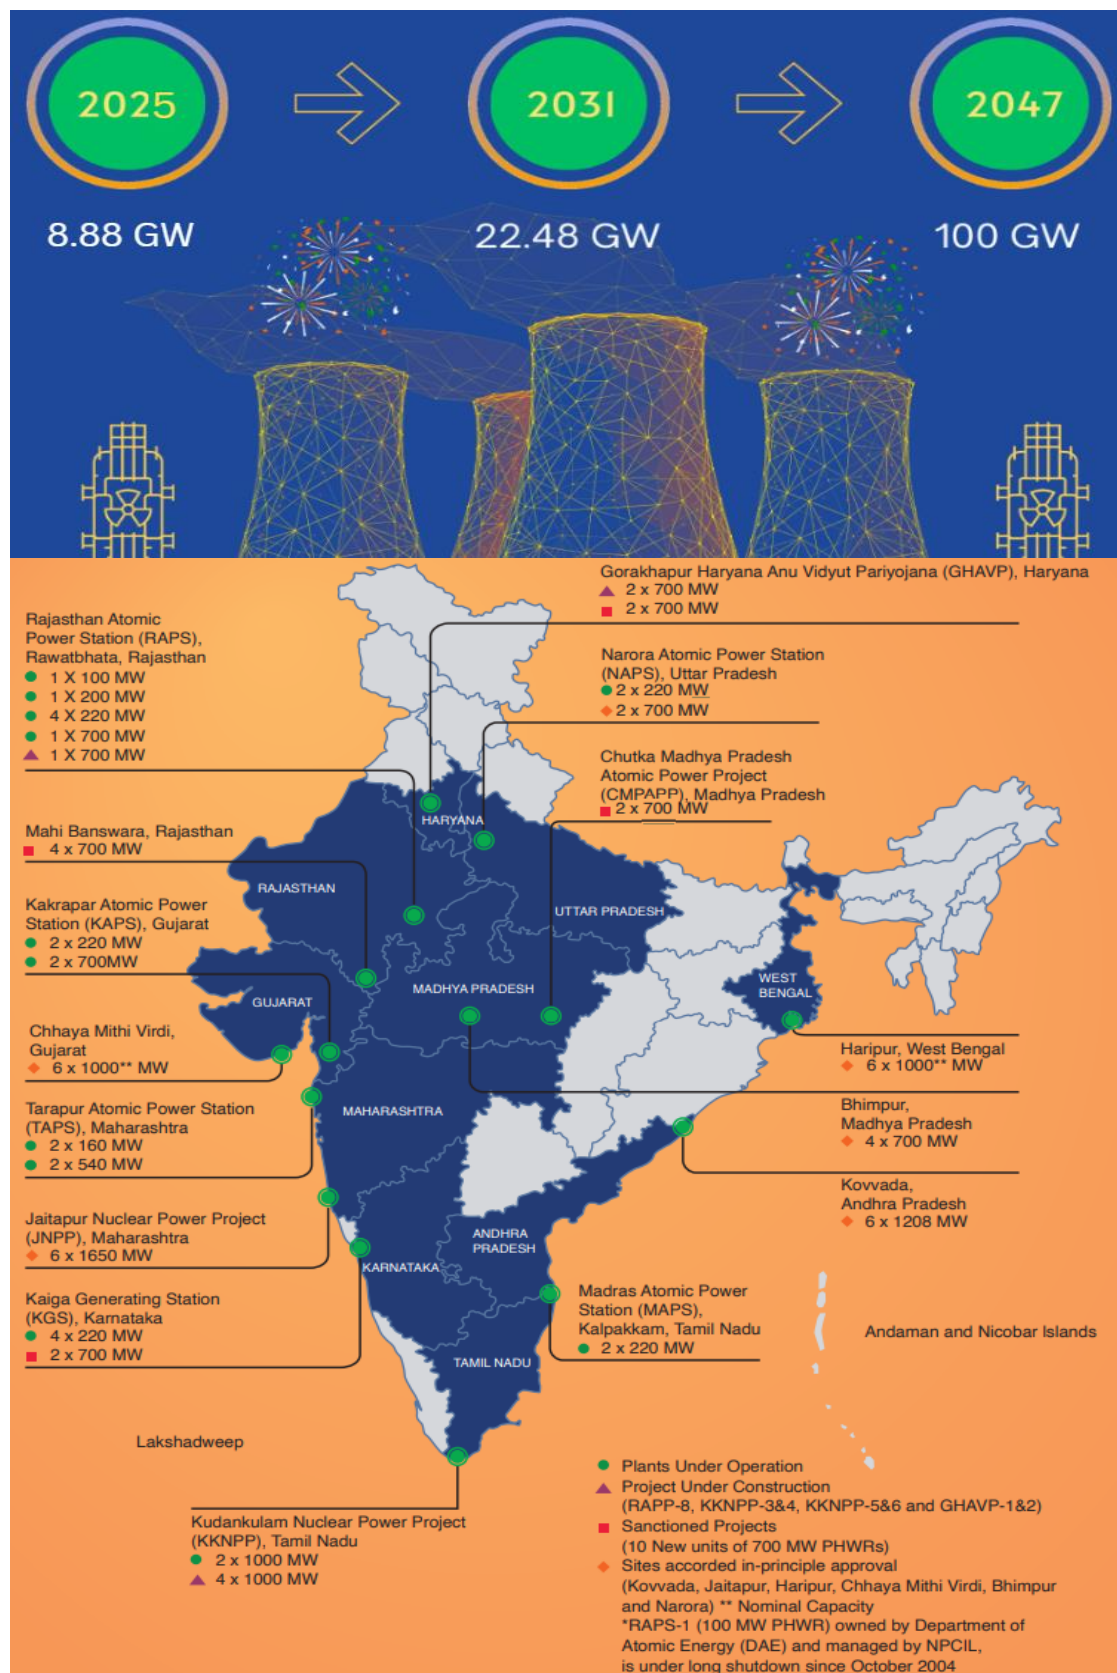 2025
2031
2047
8.88 GW
22.48 GW
100 GW
Gorakhapur Haryana Anu Vidyut Pariyojana (GHAVP), Haryana
2 x 700 MW
2 x 700 MW
Rajasthan Atomic
Power Station (RAPS),
Rawatbhata, Rajasthan
1 X 100 MW
1 X 200 MW
4 X 220 MW
1 X 700 MW
1 X 700 MW
Narora Atomic Power Station
(NAPS), Uttar Pradesh
2 x 220 MW
2 x 700 MW
Chutka Madhya Pradesh
Atomic Power Project
(CMPAPP), Madhya Pradesh
2 x 700 MW
Mahi Banswara, Rajasthan
4 x 700 MW
Kakrapar Atomic Power
Station (KAPS), Gujarat
2 x 220 MW
2 x 700MW
Chhaya Mithi Virdi,
Gujarat
6 x 1000** MW
Tarapur Atomic Power Station
(TAPS), Maharashtra
2 x 160 MW
2 x 540 MW
Jaitapur Nuclear Power Project
(JNPP), Maharashtra
6 x 1650 MW
Kaiga Generating Station
(KGS), Karnataka
4 x 220 MW
2 x 700 MW
HARYANA
RAJASTHAN
UTTAR PRADESH
MADHYA PRADESH
WEST
BENGAL
GUJARAT
MAHARASHTRA
ANDHRA
PRADESH
KARNATAKA
TAMIL NADU
Haripur, West Bengal
6 x 1000** MW
Bhimpur,
Madhya Pradesh
4 x 700 MW
Kovvada,
Andhra Pradesh
6 x 1208 MW
Madras Atomic Power
Station (MAPS),
Kalpakkam, Tamil Nadu
2 x 220 MW
Andaman and Nicobar Islands
Lakshadweep
Kudankulam Nuclear Power Project
(KKNPP), Tamil Nadu
2 x 1000 MW
4 x 1000 MW
Plants Under Operation
Project Under Construction
(RAPP-8, KKNPP-3&4, KKNPP-5&6 and GHAVP-1&2)
Sanctioned Projects
(10 New units of 700 MW PHWRs)
Sites accorded in-principle approval
(Kovvada, Jaitapur, Haripur, Chhaya Mithi Virdi, Bhimpur
and Narora) ** Nominal Capacity
*RAPS-1 (100 MW PHWR) owned by Department of
Atomic Energy (DAE) and managed by NPCIL,
is under long shutdown since October 2004